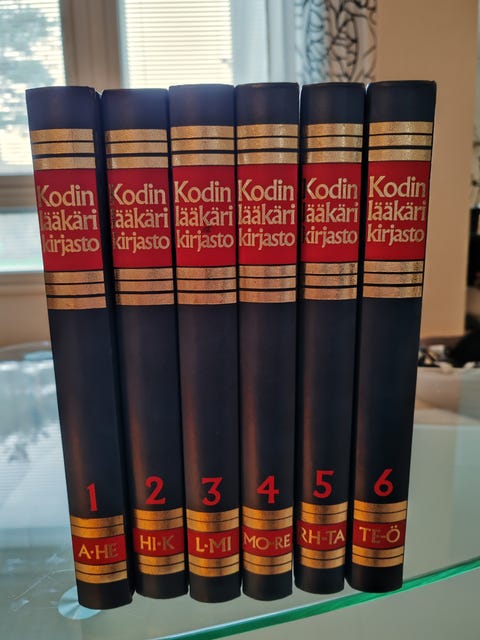 Kodin
lääkäri
kirjasto
1
A-HE
Kodin
lääkäri
kirjasto
2
HI-K
Kodin
lääkäri
kirjasto
3
L-MI
Kodin
lääkäri
kirjasto
4
MO-RE
Kodin
lääkäri
kirjasto
5
RH-TA
Kodin
lääkäri
kirjasto
6
TE-Ö